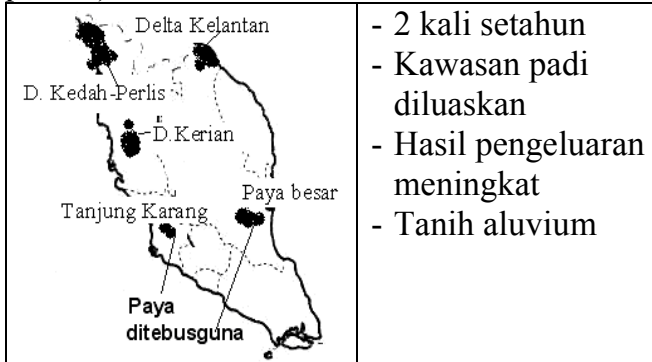 Delta Kelantan
D. Kedah-Perlis
D.Kerian
Paya besar
Tanjung Karang
Paya
ditebusguna
- 2 kali setahun
- Kawasan padi
diluaskan
- Hasil pengeluaran
meningkat
- Tanih aluvium